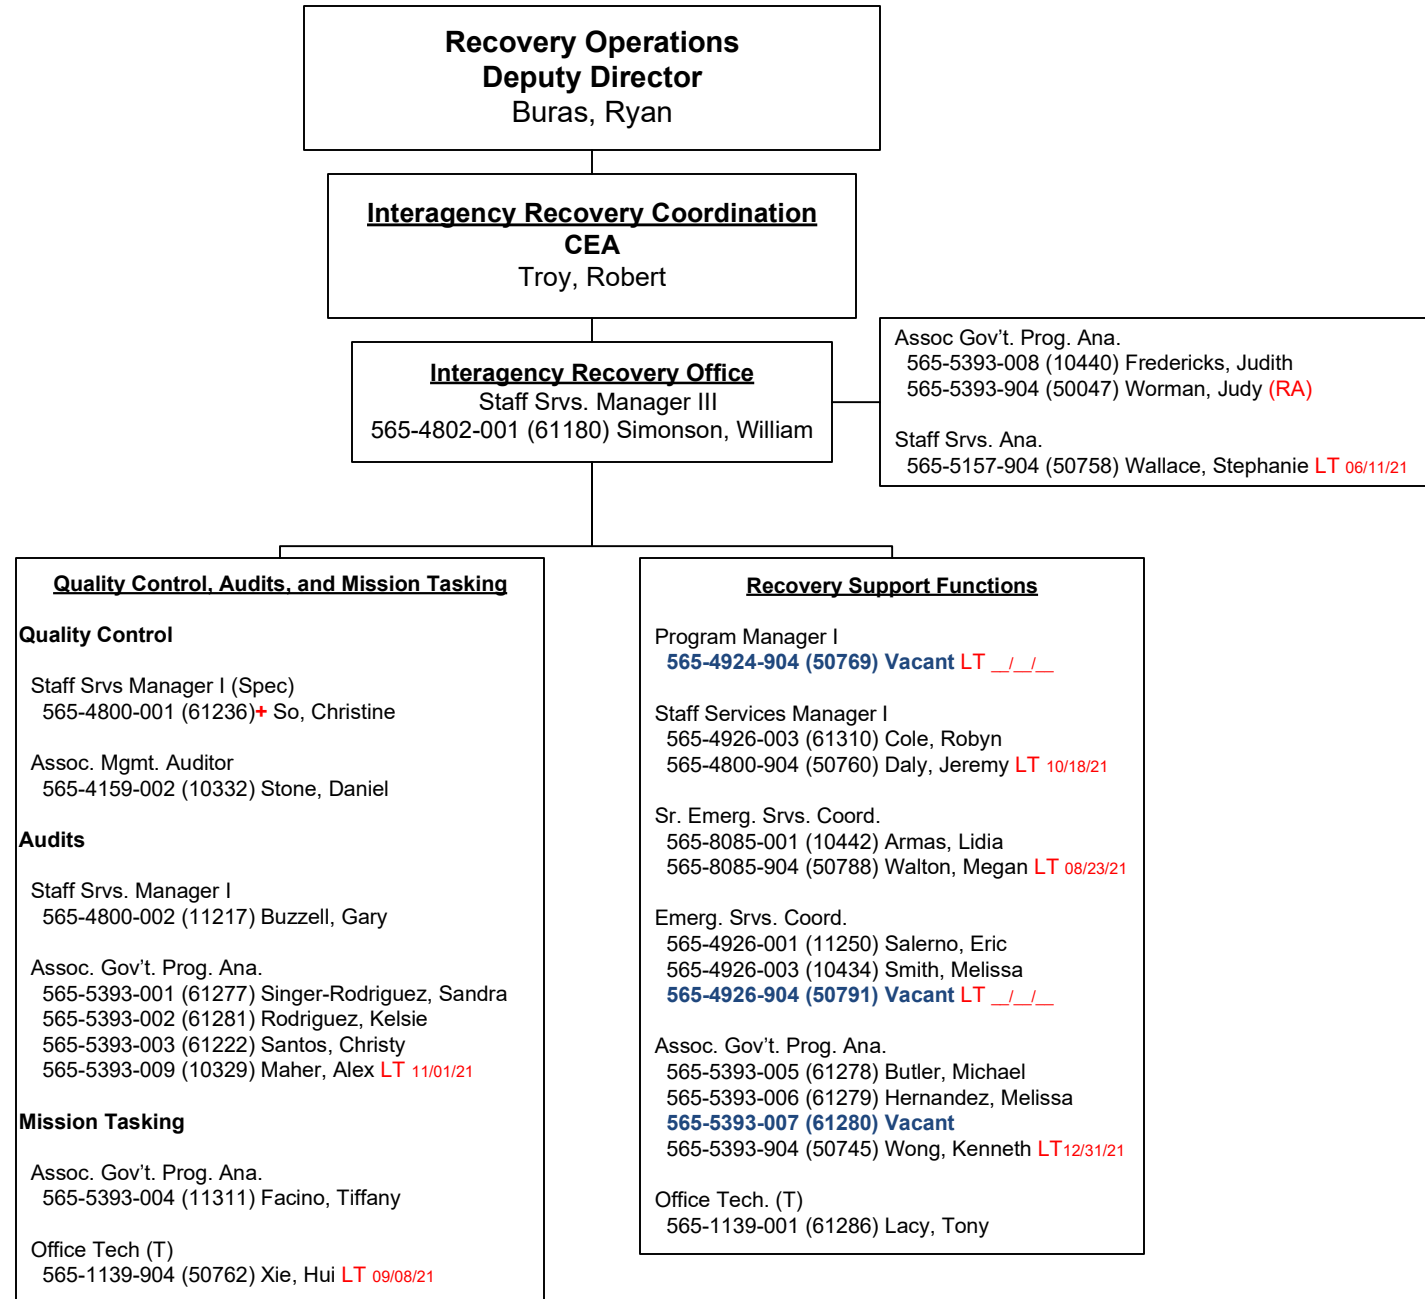 Recovery Operations
Deputy Director
Buras, Ryan
Interagency Recovery Coordination
CEA
Troy, Robert
Interagency Recovery Office
Staff Srvs. Manager III
565-4802-001 (61180) Simonson, William
Assoc Gov’t. Prog. Ana.
565-5393-008 (10440) Fredericks, Judith
565-5393-904 (50047) Worman, Judy (RA)
Staff Srvs. Ana.
565-5157-904 (50758) Wallace, Stephanie LT 06/11/21
Quality Control, Audits, and Mission Tasking
Quality Control
Staff Srvs Manager I (Spec)
565-4800-001 (61236)+ So, Christine
Assoc. Mgmt. Auditor
565-4159-002 (10332) Stone, Daniel
Audits
Staff Srvs. Manager I
565-4800-002 (11217) Buzzell, Gary
Assoc. Gov’t. Prog. Ana.
565-5393-001 (61277) Singer-Rodriguez, Sandra
565-5393-002 (61281) Rodriguez, Kelsie
565-5393-003 (61222) Santos, Christy
565-5393-009 (10329) Maher, Alex LT 11/01/21
Mission Tasking
Assoc. Gov’t. Prog. Ana.
565-5393-004 (11311) Facino, Tiffany
Office Tech (T)
565-1139-904 (50762) Xie, Hui LT 09/08/21
Recovery Support Functions
Program Manager I
565-4924-904 (50769) Vacant LT __/__/__
Staff Services Manager I
565-4926-003 (61310) Cole, Robyn
565-4800-904 (50760) Daly, Jeremy LT 10/18/21
Sr. Emerg. Srvs. Coord.
565-8085-001 (10442) Armas, Lidia
565-8085-904 (50788) Walton, Megan LT 08/23/21
Emerg. Srvs. Coord.
565-4926-001 (11250) Salerno, Eric
565-4926-003 (10434) Smith, Melissa
565-4926-904 (50791) Vacant LT __/__/__
Assoc. Gov’t. Prog. Ana.
565-5393-005 (61278) Butler, Michael
565-5393-006 (61279) Hernandez, Melissa
565-5393-007 (61280) Vacant
565-5393-904 (50745) Wong, Kenneth LT12/31/21
Office Tech. (T)
565-1139-001 (61286) Lacy, Tony